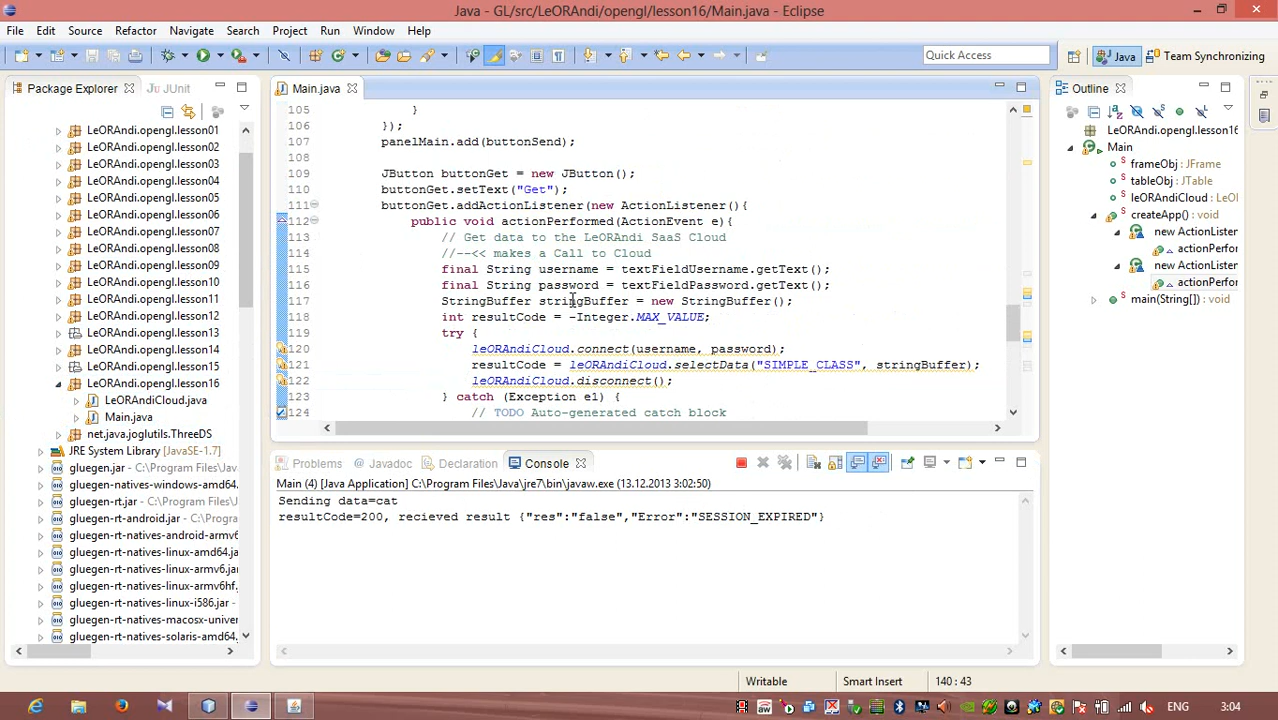 Java - GL/src/LeORAndi/opengl/lesson16/Main.java - Eclipse
File Edit Source Refactor Navigate Search Project Run Window Help
Quick Access
Java
Team Synchronizing
Package Explorer
JUnit
LeORAndi.opengl.lesson01
LeORAndi.opengl.lesson02
LeORAndi.opengl.lesson03
LeORAndi.opengl.lesson04
LeORAndi.opengl.lesson05
LeORAndi.opengl.lesson06
LeORAndi.opengl.lesson07
LeORAndi.opengl.lesson08
LeORAndi.opengl.lesson09
LeORAndi.opengl.lesson10
LeORAndi.opengl.lesson11
LeORAndi.opengl.lesson12
LeORAndi.opengl.lesson13
LeORAndi.opengl.lesson14
LeORAndi.opengl.lesson15
LeORAndi.opengl.lesson16
LeORAndiCloud.java
Main.java
net.java.joglutils.ThreeDS
JRE System Library [JavaSE-1.7]
gluegen.jar - C:\Program Files\Java
gluegen-natives-windows-amd64.
gluegen-rt.jar - C:\Program Files\J
gluegen-rt-android.jar - C:\Program
gluegen-rt-natives-android-armv6
gluegen-rt-natives-linux-amd64.ja
gluegen-rt-natives-linux-armv6.ja
gluegen-rt-natives-linux-armv6hf.
gluegen-rt-natives-linux-i586.jar -
gluegen-rt-natives-macosx-univer
gluegen-rt-natives-solaris-amd64.
Main.java
105 }
106 });
107 panelMain.add(buttonSend);
108
109 JButton buttonGet = new JButton();
110 buttonGet.setText("Get");
111 buttonGet.addActionListener(new ActionListener(){
112 public void actionPerformed(ActionEvent e){
113 // Get data to the LeORAndi SaaS Cloud
114 //--<< makes a Call to Cloud
115 final String username = textFieldUsername.getText();
116 final String password = textFieldPassword.getText();
117 StringBuffer stringBuffer = new StringBuffer();
118 int resultCode = -Integer.MAX_VALUE;
119 try {
120 leORAndiCloud.connect(username, password);
121 resultCode = leORAndiCloud.selectData("SIMPLE_CLASS", stringBuffer);
122 leORAndiCloud.disconnect();
123 } catch (Exception e1) {
124 // TODO Auto-generated catch block
Problems Javadoc Declaration Console
Main (4) [Java Application] C:\Program Files\Java\jre7\bin\javaw.exe (13.12.2013 3:02:50)
Sending data=cat
resultCode=200, recieved result {"res":"false","Error":"SESSION_EXPIRED"}
Outline
LeORAndi.opengl.lesson16
Main
frameObj : JFrame
tableObj : JTable
leORAndiCloud :
createApp() : void
new ActionListen
actionPerfor
new ActionListen
actionPerfor
main(String[]) : void
Writable
Smart Insert
140 : 43
ENG
3:04